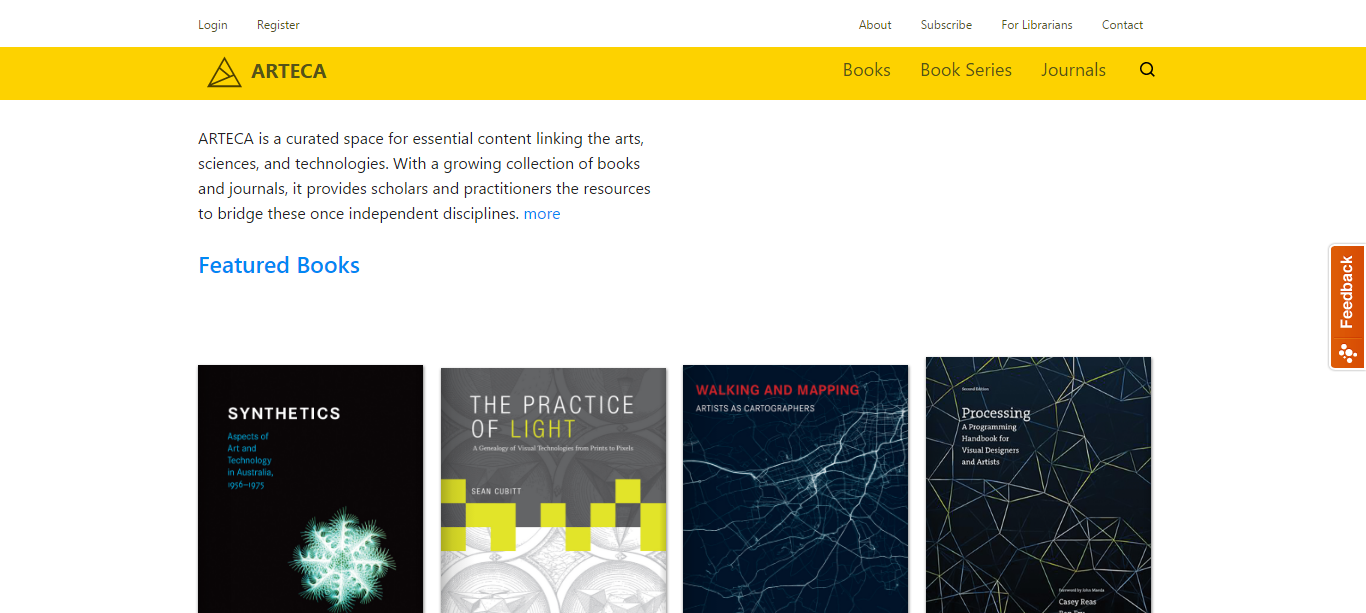 Login Register About Subscribe For Librarians Contact
ARTECA Books Book Series Journals
ARTECA is a curated space for essential content linking the arts,
sciences, and technologies. With a growing collection of books
and journals, it provides scholars and practitioners the resources
to bridge these once independent disciplines. more
Featured Books
Feedback
SYNTHETICS
Aspects of
Art and
Technology
in Australia,
1956–1975
THE PRACTICE
OF LIGHT
A Genealogy of Visual Technologies from Prints to Pixels
SEAN CUBITT
WALKING AND MAPPING
ARTISTS AS CARTOGRAPHERS
Second Edition
Processing
A Programming
Handbook for
Visual Designers
and Artists
Foreword by John Maeda
Casey Reas
Ben Fry